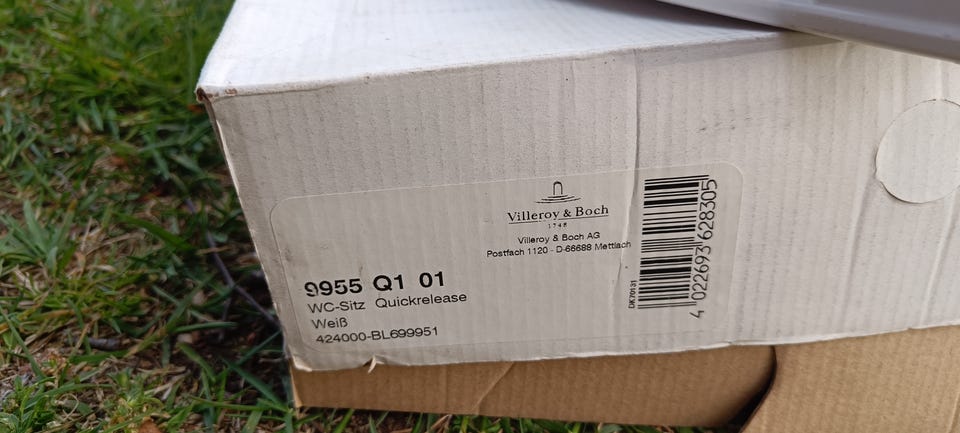 Villeroy & Boch
1748
Villeroy & Boch AG
Postfach 1120 - D-66688 Mettlach
9955 Q1 01
WC-Sitz Quickrelease
Weiß
424000-BL699951
DK70131
4 022693 628305